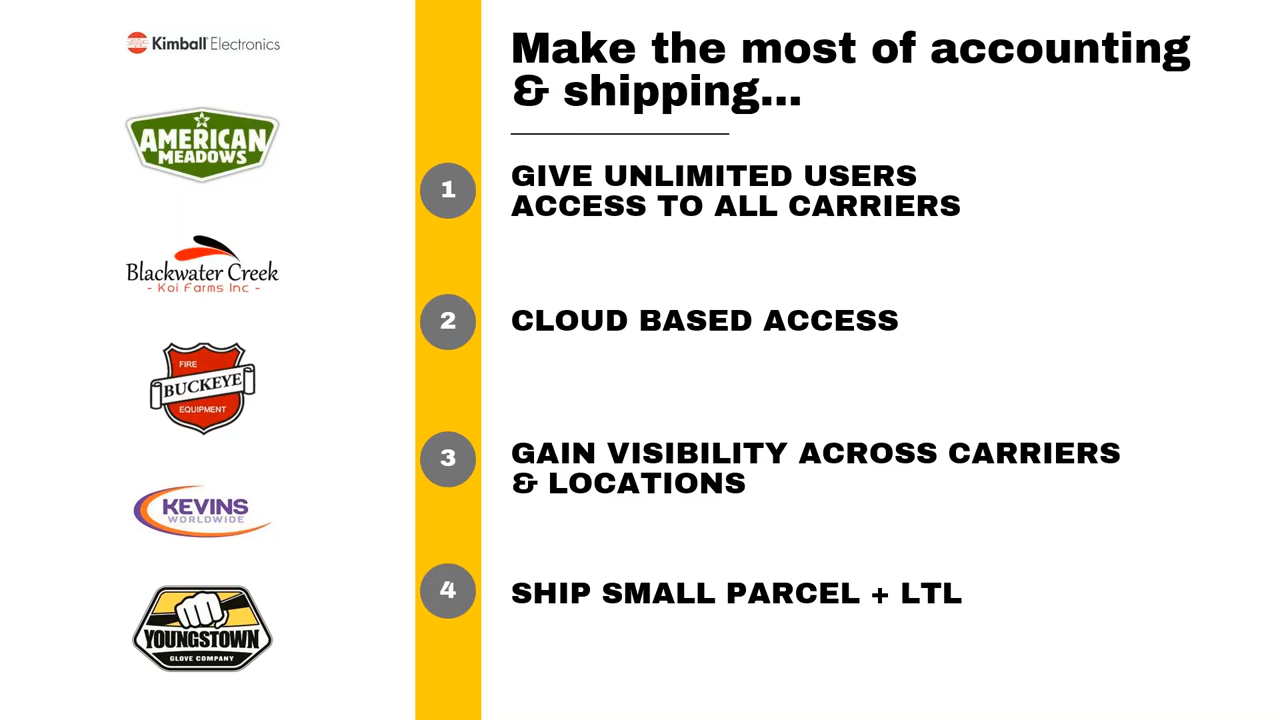 Kimball Electronics
AMERICAN
MEADOWS
Blackwater Creek
- Koi Farms Inc -
FIRE
BUCKEYE
EQUIPMENT
KEVINS
WORLDWIDE
YOUNGSTOWN
GLOVE COMPANY
Make the most of accounting
& shipping...
1
GIVE UNLIMITED USERS
ACCESS TO ALL CARRIERS
2
CLOUD BASED ACCESS
3
GAIN VISIBILITY ACROSS CARRIERS
& LOCATIONS
4
SHIP SMALL PARCEL + LTL